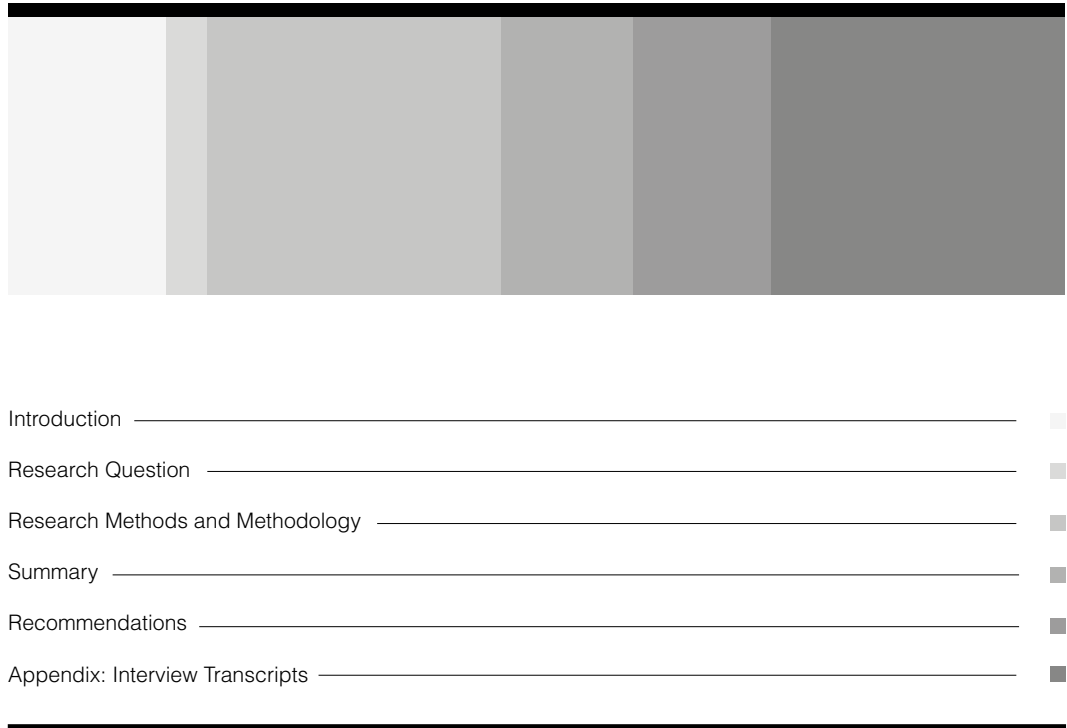 Introduction
Research Question
Research Methods and Methodology
Summary
Recommendations
Appendix: Interview Transcripts